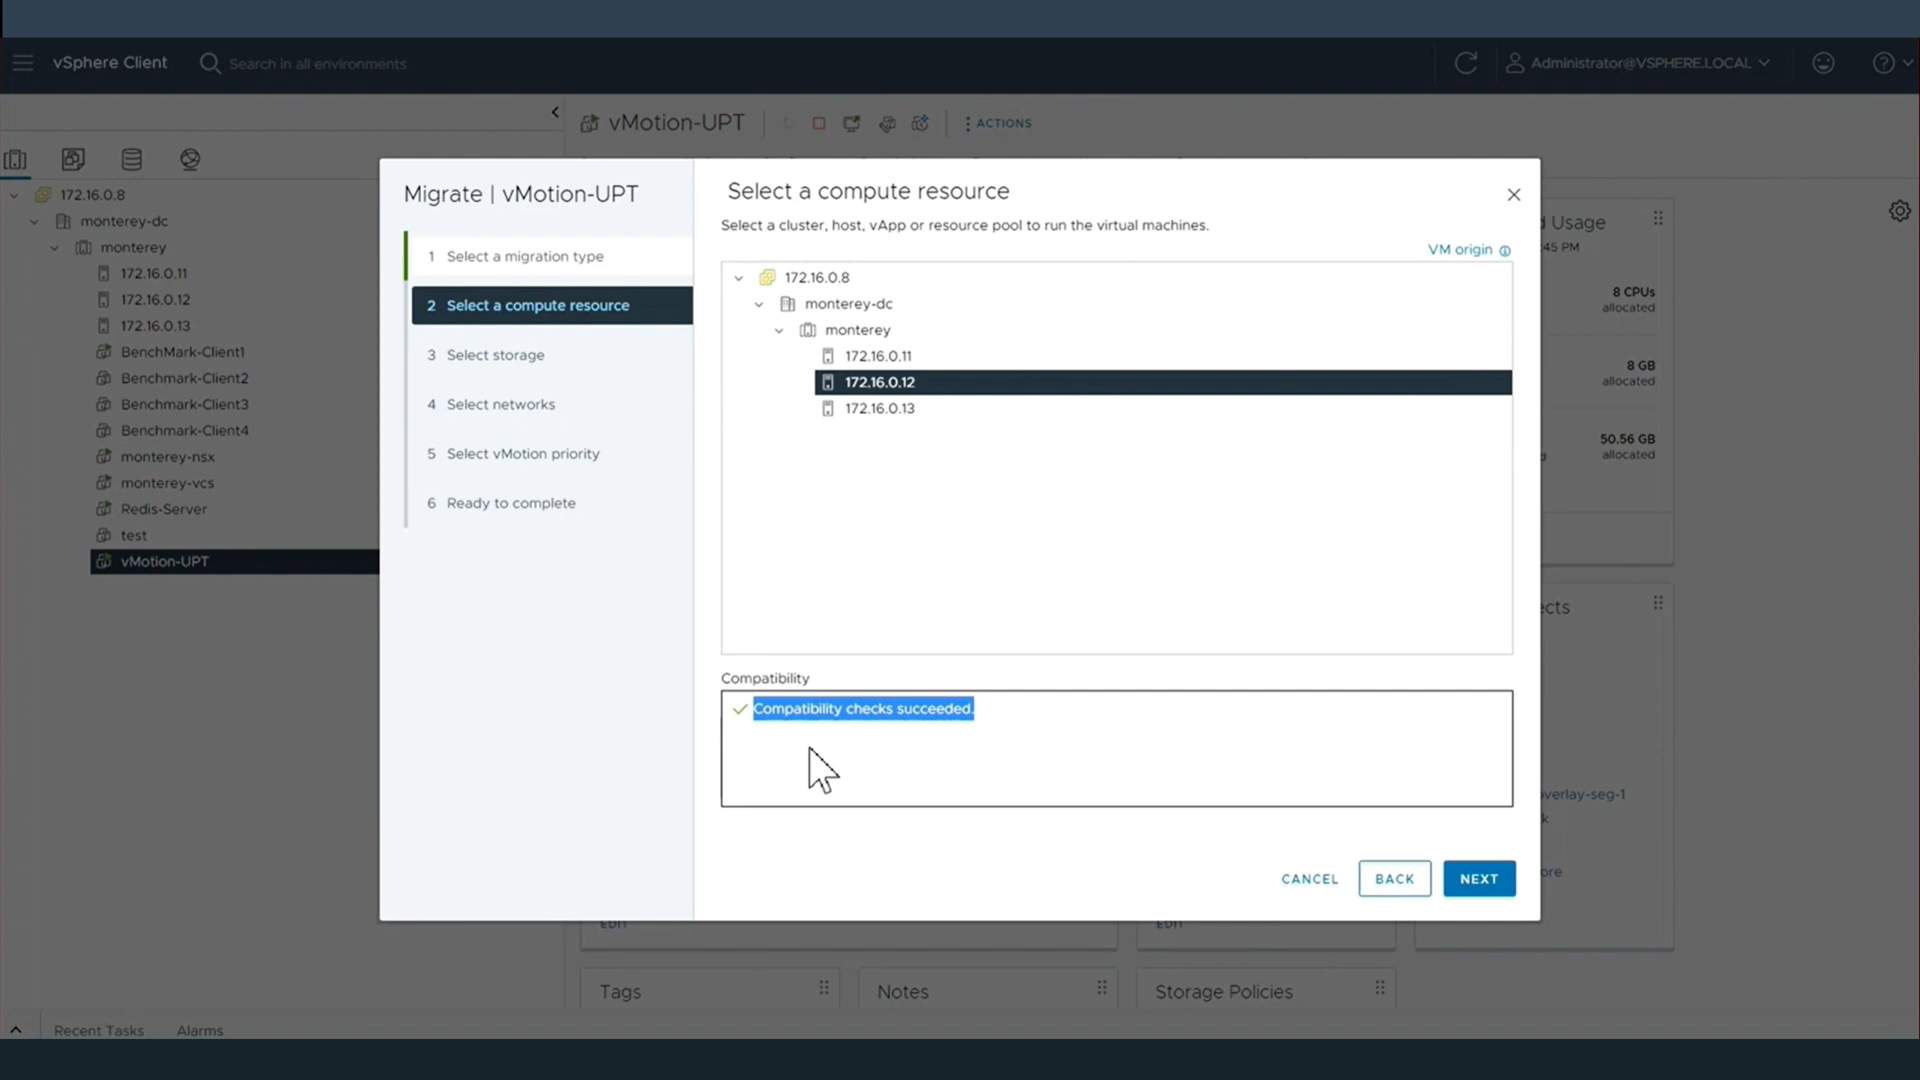 vSphere Client
Search in all environments
Administrator@VSPHERE.LOCAL
vMotion-UPT
ACTIONS
172.16.0.8
monterey-dc
monterey
172.16.0.11
172.16.0.12
172.16.0.13
BenchMark-Client1
Benchmark-Client2
Benchmark-Client3
Benchmark-Client4
monterey-nsx
monterey-vcs
Redis-Server
test
vMotion-UPT
Migrate | vMotion-UPT
1 Select a migration type
2 Select a compute resource
3 Select storage
4 Select networks
5 Select vMotion priority
6 Ready to complete
Select a compute resource
Select a cluster, host, vApp or resource pool to run the virtual machines.
VM origin
172.16.0.8
monterey-dc
monterey
172.16.0.11
172.16.0.12
172.16.0.13
Compatibility
Compatibility checks succeeded.
CANCEL
BACK
NEXT
Usage
:45 PM
8 CPUs
allocated
8 GB
allocated
50.56 GB
allocated
overlay-seg-1
EDIT
EDIT
Tags
Notes
Storage Policies
Recent Tasks
Alarms